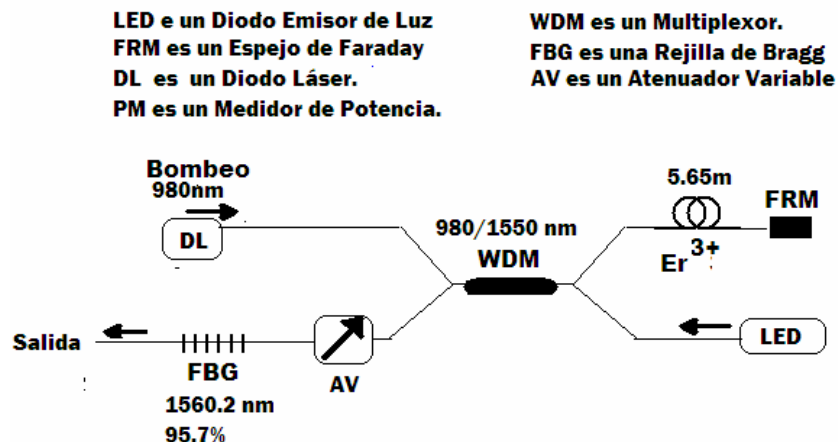 LED e un Diodo Emisor de Luz
FRM es un Espejo de Faraday
DL es un Diodo Láser.
PM es un Medidor de Potencia.
WDM es un Multiplexor.
FBG es una Rejilla de Bragg
AV es un Atenuador Variable
Bombeo
980nm
DL
980/1550 nm
WDM
5.65m
FRM
Er 3+
Salida
FBG
1560.2 nm
95.7%
AV
LED